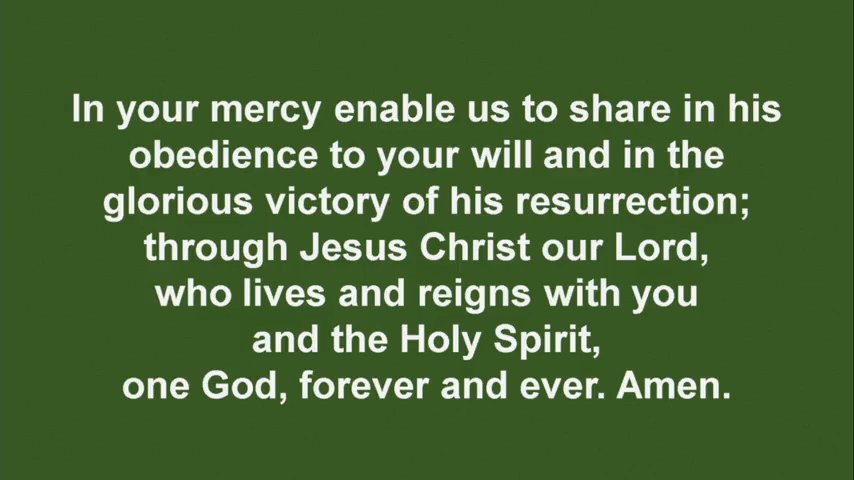 In your mercy enable us to share in his
obedience to your will and in the
glorious victory of his resurrection;
through Jesus Christ our Lord,
who lives and reigns with you
and the Holy Spirit,
one God, forever and ever. Amen.